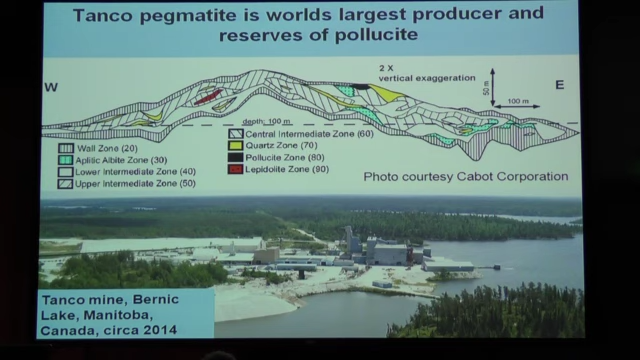 Tanco pegmatite is worlds largest producer and
reserves of pollucite
W
2 X
vertical exaggeration
E
50 m
100 m
depth: 100 m
Wall Zone (20)
Aplitic Albite Zone (30)
Lower Intermediate Zone (40)
Upper Intermediate Zone (50)
Central Intermediate Zone (60)
Quartz Zone (70)
Pollucite Zone (80)
Lepidolite Zone (90)
Photo courtesy Cabot Corporation
Tanco mine, Bernic
Lake, Manitoba,
Canada, circa 2014